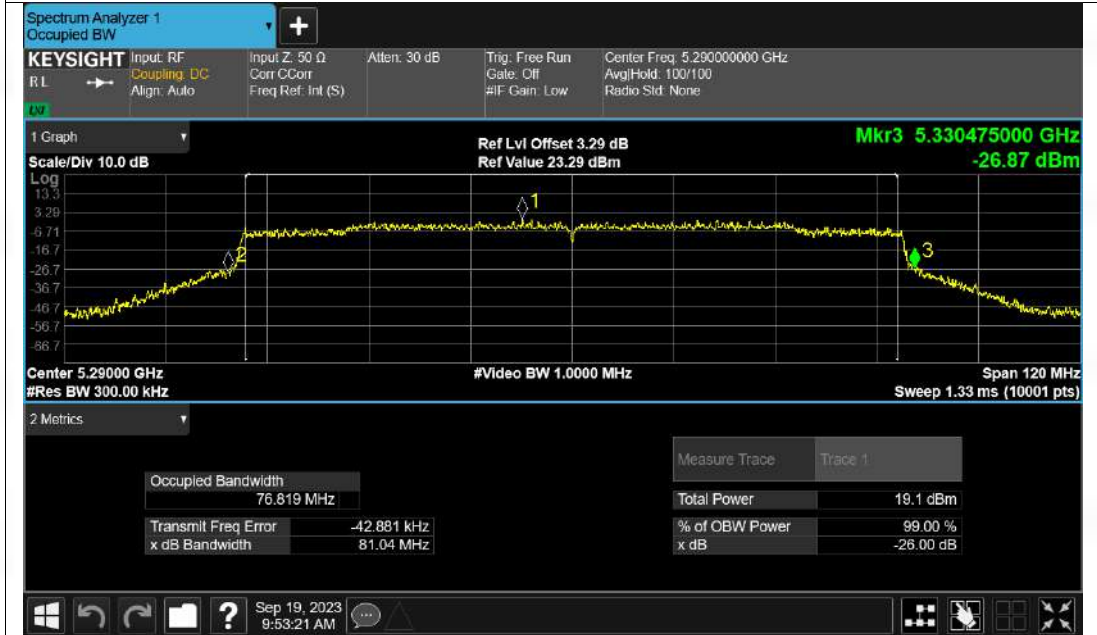 Spectrum Analyzer 1
Occupied BW
+
KEYSIGHT Input: RF Input Z: 50 Ω Atten: 30 dB Trig: Free Run Center Freq: 5.290000000 GHz
RL Coupling: DC Corr CCorr Gate: Off Avg|Hold: 100/100
Align: Auto Freq Ref: Int (S) #IF Gain: Low Radio Std: None
LXI
1 Graph Ref Lvl Offset 3.29 dB Mkr3 5.330475000 GHz
Scale/Div 10.0 dB Ref Value 23.29 dBm -26.87 dBm
Log
13.3
3.29
-6.71
-16.7
-26.7
-36.7
-46.7
-56.7
-66.7
1
2
3
Center 5.29000 GHz #Video BW 1.0000 MHz Span 120 MHz
#Res BW 300.00 kHz Sweep 1.33 ms (10001 pts)
2 Metrics
Measure Trace Trace 1
Occupied Bandwidth
76.819 MHz Total Power 19.1 dBm
Transmit Freq Error -42.881 kHz % of OBW Power 99.00 %
x dB Bandwidth 81.04 MHz x dB -26.00 dB
? Sep 19, 2023
9:53:21 AM